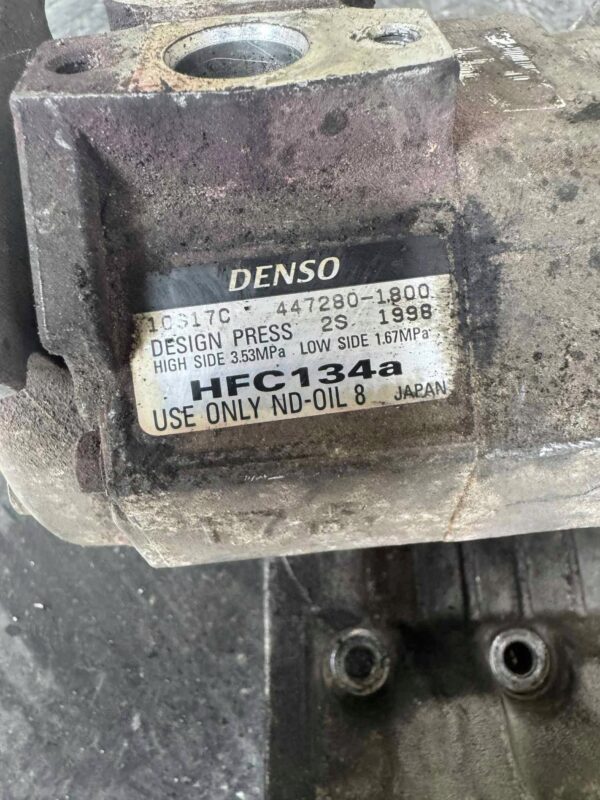 DENSO
10S17C 447280-1800
DESIGN PRESS 2S 1998
HIGH SIDE 3.53MPa LOW SIDE 1.67MPa
HFC134a
USE ONLY ND-OIL 8 JAPAN